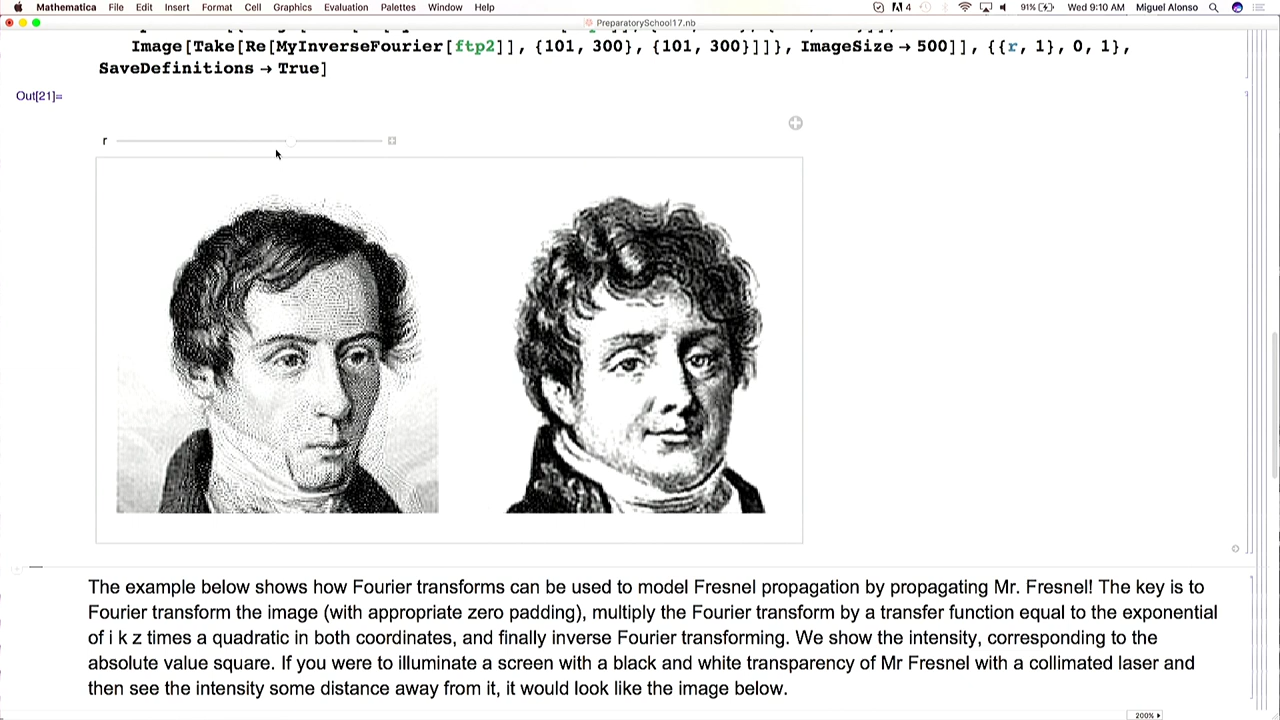 Mathematica File Edit Insert Format Cell Graphics Evaluation Palettes Window Help 4 91% Wed 9:10 AM Miguel Alonso
PreparatorySchool17.nb
Image[Take[Re[MyInverseFourier[ftp2]], {101, 300}, {101, 300}]]}, ImageSize → 500]], {{r, 1}, 0, 1},
SaveDefinitions → True]
Out[21]=
r
The example below shows how Fourier transforms can be used to model Fresnel propagation by propagating Mr. Fresnel! The key is to
Fourier transform the image (with appropriate zero padding), multiply the Fourier transform by a transfer function equal to the exponential
of i k z times a quadratic in both coordinates, and finally inverse Fourier transforming. We show the intensity, corresponding to the
absolute value square. If you were to illuminate a screen with a black and white transparency of Mr Fresnel with a collimated laser and
then see the intensity some distance away from it, it would look like the image below.
200%